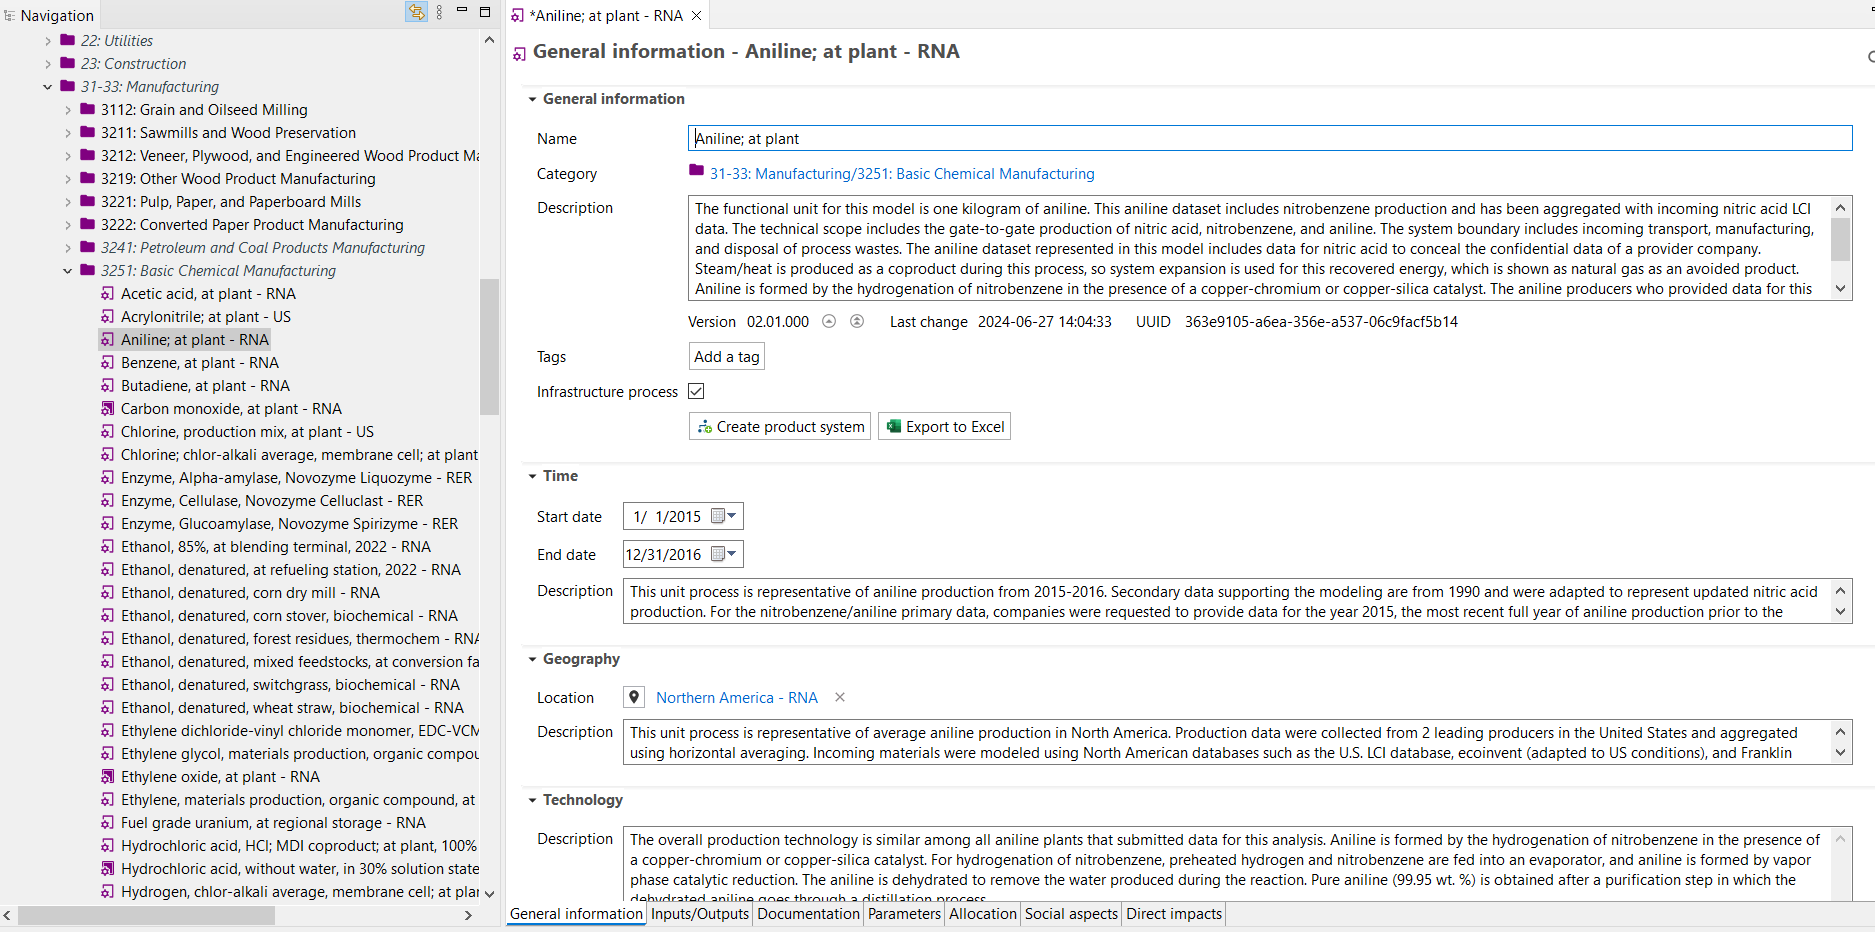 Navigation
22: Utilities
23: Construction
31-33: Manufacturing
3112: Grain and Oilseed Milling
3211: Sawmills and Wood Preservation
3212: Veneer, Plywood, and Engineered Wood Product Ma
3219: Other Wood Product Manufacturing
3221: Pulp, Paper, and Paperboard Mills
3222: Converted Paper Product Manufacturing
3241: Petroleum and Coal Products Manufacturing
3251: Basic Chemical Manufacturing
Acetic acid, at plant - RNA
Acrylonitrile; at plant - US
Aniline; at plant - RNA
Benzene, at plant - RNA
Butadiene, at plant - RNA
Carbon monoxide, at plant - RNA
Chlorine, production mix, at plant - US
Chlorine; chlor-alkali average, membrane cell; at plant
Enzyme, Alpha-amylase, Novozyme Liquozyme - RER
Enzyme, Cellulase, Novozyme Celluclast - RER
Enzyme, Glucoamylase, Novozyme Spirizyme - RER
Ethanol, 85%, at blending terminal, 2022 - RNA
Ethanol, denatured, at refueling station, 2022 - RNA
Ethanol, denatured, corn dry mill - RNA
Ethanol, denatured, corn stover, biochemical - RNA
Ethanol, denatured, forest residues, thermochem - RNA
Ethanol, denatured, mixed feedstocks, at conversion fa
Ethanol, denatured, switchgrass, biochemical - RNA
Ethanol, denatured, wheat straw, biochemical - RNA
Ethylene dichloride-vinyl chloride monomer, EDC-VCM
Ethylene glycol, materials production, organic compou
Ethylene oxide, at plant - RNA
Ethylene, materials production, organic compound, at
Fuel grade uranium, at regional storage - RNA
Hydrochloric acid, HCl; MDI coproduct; at plant, 100%
Hydrochloric acid, without water, in 30% solution state
Hydrogen, chlor-alkali average, membrane cell; at plan
*Aniline; at plant - RNA
General information - Aniline; at plant - RNA
General information
Name Aniline; at plant
Category 31-33: Manufacturing/3251: Basic Chemical Manufacturing
Description The functional unit for this model is one kilogram of aniline. This aniline dataset includes nitrobenzene production and has been aggregated with incoming nitric acid LCI
data. The technical scope includes the gate-to-gate production of nitric acid, nitrobenzene, and aniline. The system boundary includes incoming transport, manufacturing,
and disposal of process wastes. The aniline dataset represented in this model includes data for nitric acid to conceal the confidential data of a provider company.
Steam/heat is produced as a coproduct during this process, so system expansion is used for this recovered energy, which is shown as natural gas as an avoided product.
Aniline is formed by the hydrogenation of nitrobenzene in the presence of a copper-chromium or copper-silica catalyst. The aniline producers who provided data for this
Version 02.01.000 Last change 2024-06-27 14:04:33 UUID 363e9105-a6ea-356e-a537-06c9facf5b14
Tags Add a tag
Infrastructure process
Create product system Export to Excel
Time
Start date 1/ 1/2015
End date 12/31/2016
Description This unit process is representative of aniline production from 2015-2016. Secondary data supporting the modeling are from 1990 and were adapted to represent updated nitric acid
production. For the nitrobenzene/aniline primary data, companies were requested to provide data for the year 2015, the most recent full year of aniline production prior to the
Geography
Location Northern America - RNA
Description This unit process is representative of average aniline production in North America. Production data were collected from 2 leading producers in the United States and aggregated
using horizontal averaging. Incoming materials were modeled using North American databases such as the U.S. LCI database, ecoinvent (adapted to US conditions), and Franklin
Technology
Description The overall production technology is similar among all aniline plants that submitted data for this analysis. Aniline is formed by the hydrogenation of nitrobenzene in the presence of
a copper-chromium or copper-silica catalyst. For hydrogenation of nitrobenzene, preheated hydrogen and nitrobenzene are fed into an evaporator, and aniline is formed by vapor
phase catalytic reduction. The aniline is dehydrated to remove the water produced during the reaction. Pure aniline (99.95 wt. %) is obtained after a purification step in which the
dehydrated aniline goes through a distillation process.
General information Inputs/Outputs Documentation Parameters Allocation Social aspects Direct impacts